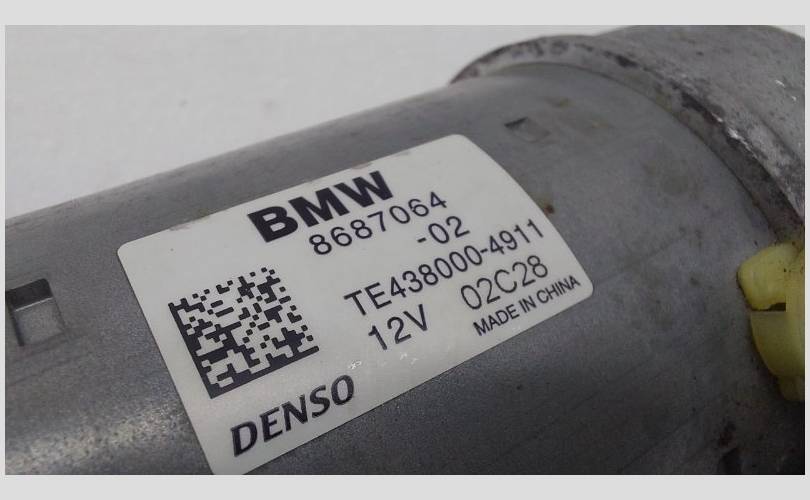 BMW
8687064
-02
TE438000-4911
12V 02C28
MADE IN CHINA
DENSO